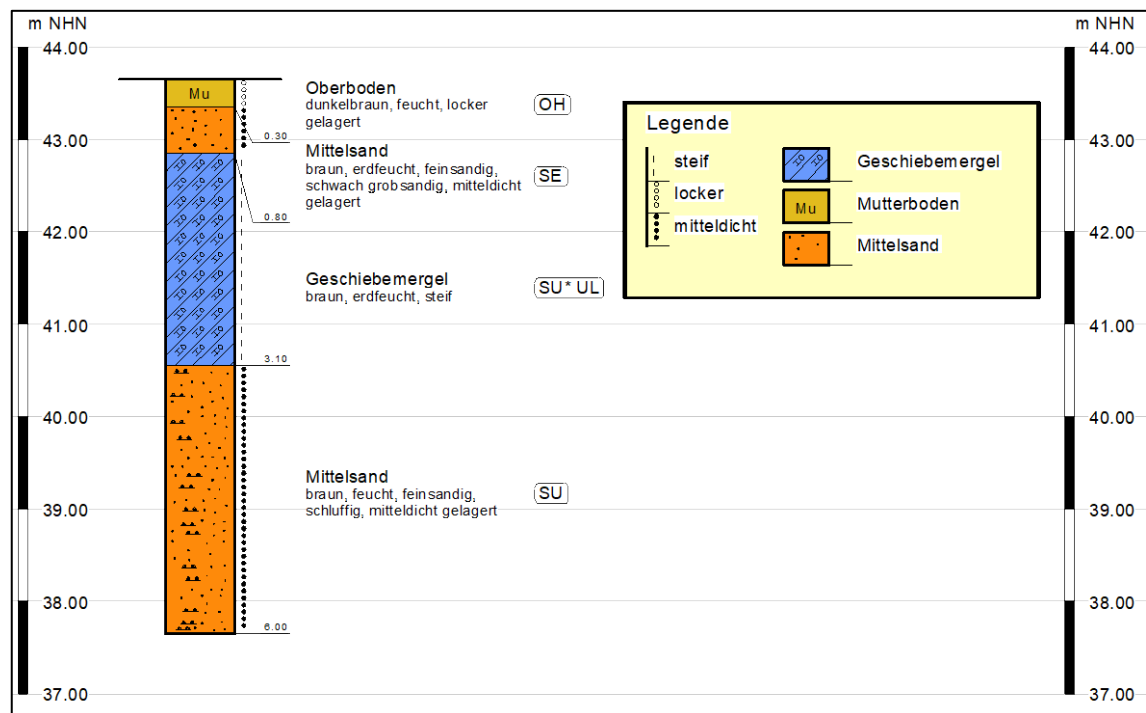 m NHN
m NHN
44.00
44.00
Oberboden
dunkelbraun, feucht, locker
gelagert
OH
Mu
0.30
43.00
43.00
Mittelsand
braun, erdfeucht, feinsandig,
schwach grobsandig, mitteldicht
gelagert
SE
0.80
42.00
42.00
Geschiebemergel
braun, erdfeucht, steif
SU* UL
41.00
41.00
3.10
40.00
40.00
Mittelsand
braun, feucht, feinsandig,
schluffig, mitteldicht gelagert
SU
39.00
39.00
38.00
38.00
6.00
37.00
37.00
Legende
steif
locker
mitteldicht
Geschiebemergel
Mu
Mutterboden
Mittelsand